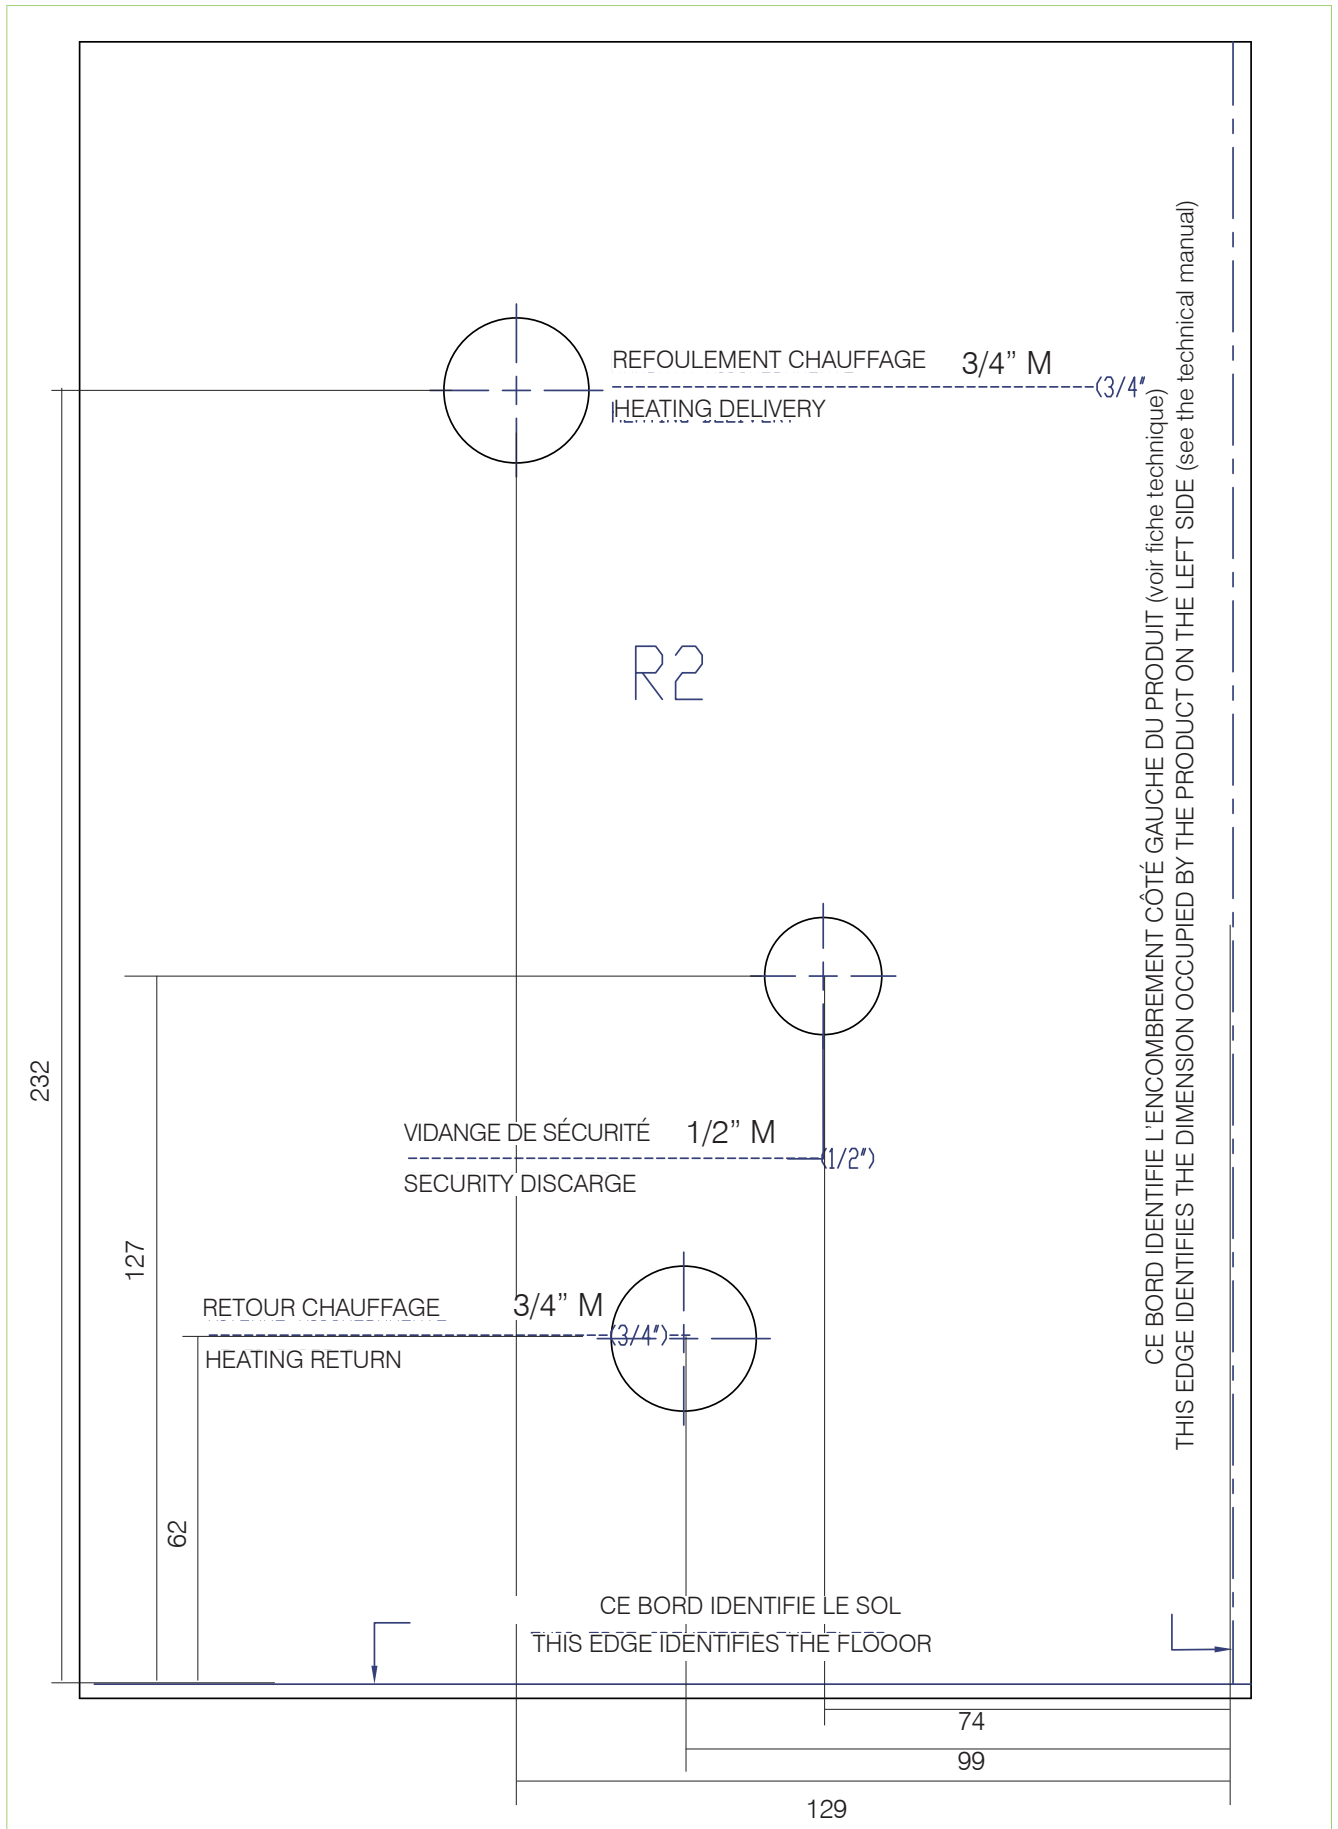 REFOULEMENT CHAUFFAGE 3/4” M
(3/4"
HEATING DELIVERY
CE BORD IDENTIFIE L'ENCOMBREMENT CÔTÉ GAUCHE DU PRODUIT (voir fiche technique)
THIS EDGE IDENTIFIES THE DIMENSION OCCUPIED BY THE PRODUCT ON THE LEFT SIDE (see the technical manual)
R2
232
VIDANGE DE SÉCURITÉ 1/2” M
(1/2")
SECURITY DISCARGE
127
RETOUR CHAUFFAGE 3/4” M
(3/4")
HEATING RETURN
62
CE BORD IDENTIFIE LE SOL
THIS EDGE IDENTIFIES THE FLOOOR
74
99
129